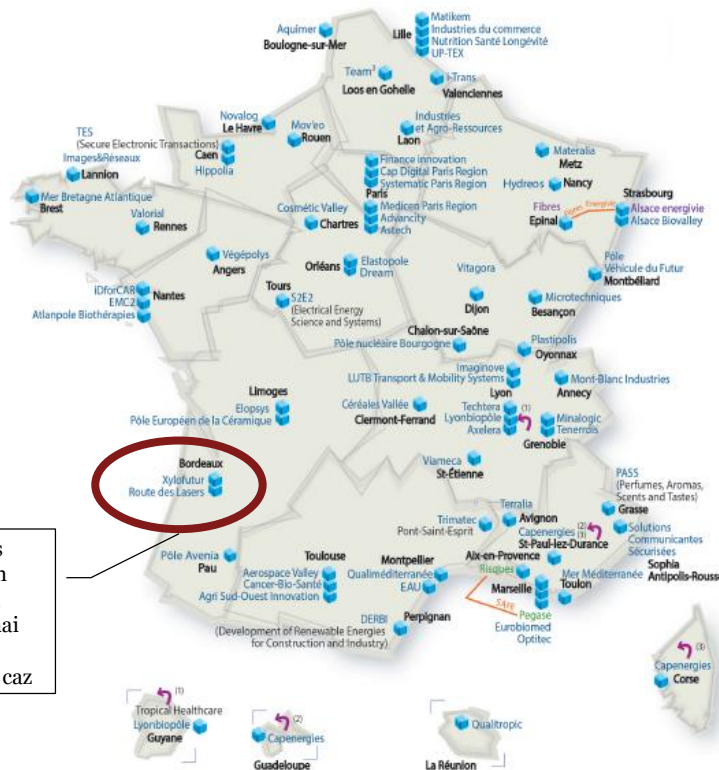 Matikem
Industries du commerce
Nutrition Santé Longévité
UP-TEX
Lille
Aquimer
Boulogne-sur-Mer
Team³
Loos en Gohelle
i-Trans
Valenciennes
Novalog
Le Havre
Mov'eo
Rouen
Industries
et Agro-Ressources
Laon
TES
(Secure Electronic Transactions)
Caen
Hippolia
Images&Réseaux
Lannion
Mer Bretagne Atlantique
Brest
Valorial
Rennes
Finance innovation
Cap Digital Paris Region
Systematic Paris Region
Paris
Medicen Paris Region
Advancity
Astech
Cosmetic Valley
Chartres
Materalia
Metz
Hydreos
Nancy
Fibres
Epinal
Fibres Energivie
Strasbourg
Alsace energivie
Alsace Biovalley
Végépolys
Angers
Orléans
Elastopole
Dream
Vitagora
Dijon
Pôle
Véhicule du Futur
Montbéliard
Microtechniques
Besançon
iDforCAR
EMC2
Atlanpole Biothérapies
Nantes
Tours
S2E2
(Electrical Energy
Science and Systems)
Chalon-sur-Saône
Pôle nucléaire Bourgogne
Plastipolis
Oyonnax
Imaginove
LUTB Transport & Mobility Systems
Lyon
Techtera
Lyonbiopôle
Axelera
(1)
Mont-Blanc Industries
Annecy
Limoges
Elopsys
Pôle Européen de la Céramique
Céréales Vallée
Clermont-Ferrand
Minalogic
Tenerrdis
Grenoble
Viameca
St-Étienne
Bordeaux
Xylofutur
Route des Lasers
Trimatec
Pont-Saint-Esprit
Terralia
Avignon
Capenergies
(2)
(3)
St-Paul-lez-Durance
PASS
(Perfumes, Aromas,
Scents and Tastes)
Grasse
Solutions
Communicantes
Sécurisées
Sophia
Antipolis-Rousse
Pôle Avenia
Pau
Toulouse
Aerospace Valley
Cancer-Bio-Santé
Agri Sud-Ouest Innovation
Montpellier
Qualiméditerranée
EAU
Aix-en-Provence
Risques
Marseille
SAFE
Pegase
Eurobiomed
Optitec
Mer Méditerranée
Toulon
DERBI
(Development of Renewable Energies
for Construction and Industry)
Perpignan
s
n
ai
caz
(3)
Capenergies
Corse
(1)
Tropical Healthcare
Lyonbiopôle
Guyane
(2)
Capenergies
Guadeloupe
Qualitropic
La Réunion